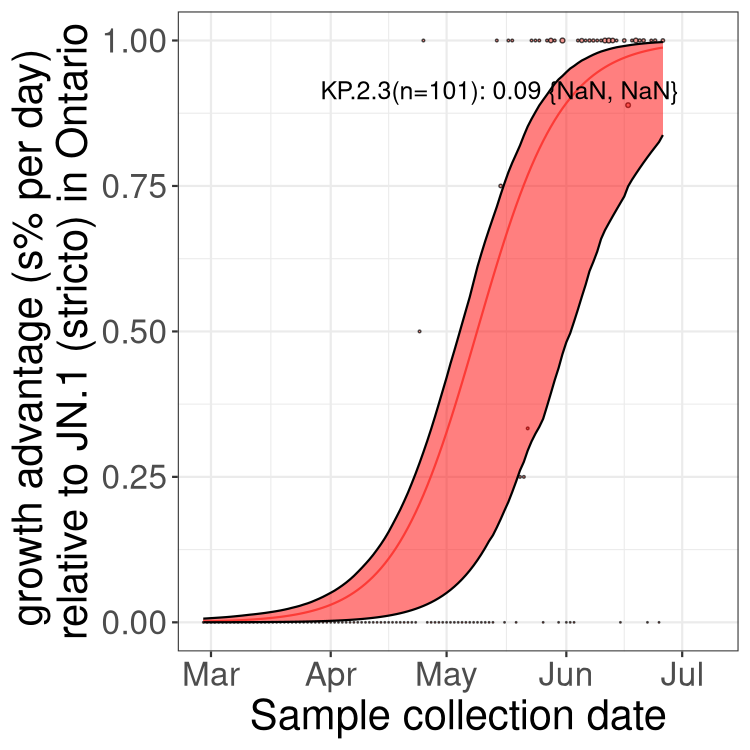 growth advantage (s% per day)
relative to JN.1 (stricto) in Ontario
1.00
0.75
0.50
0.25
0.00
KP.2.3(n=101): 0.09 {NaN, NaN}
Mar Apr May Jun Jul
Sample collection date